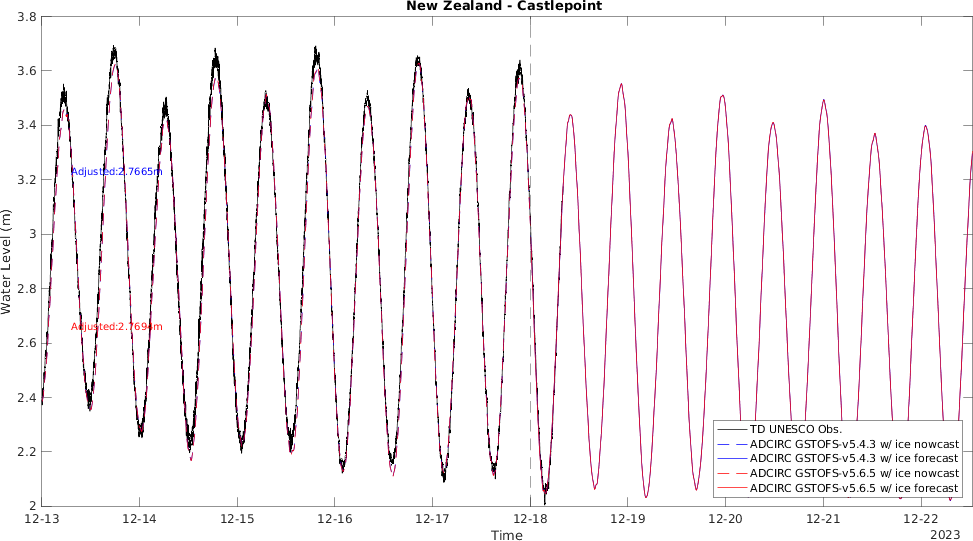 New Zealand - Castlepoint
3.8
3.6
3.4
3.2
3
2.8
2.6
2.4
2.2
2
Water Level (m)
Adjusted:2.7665m
Adjusted:2.7694m
TD UNESCO Obs.
ADCIRC GSTOFS-v5.4.3 w/ ice nowcast
ADCIRC GSTOFS-v5.4.3 w/ ice forecast
ADCIRC GSTOFS-v5.6.5 w/ ice nowcast
ADCIRC GSTOFS-v5.6.5 w/ ice forecast
12-13 12-14 12-15 12-16 12-17 12-18 12-19 12-20 12-21 12-22
Time
2023